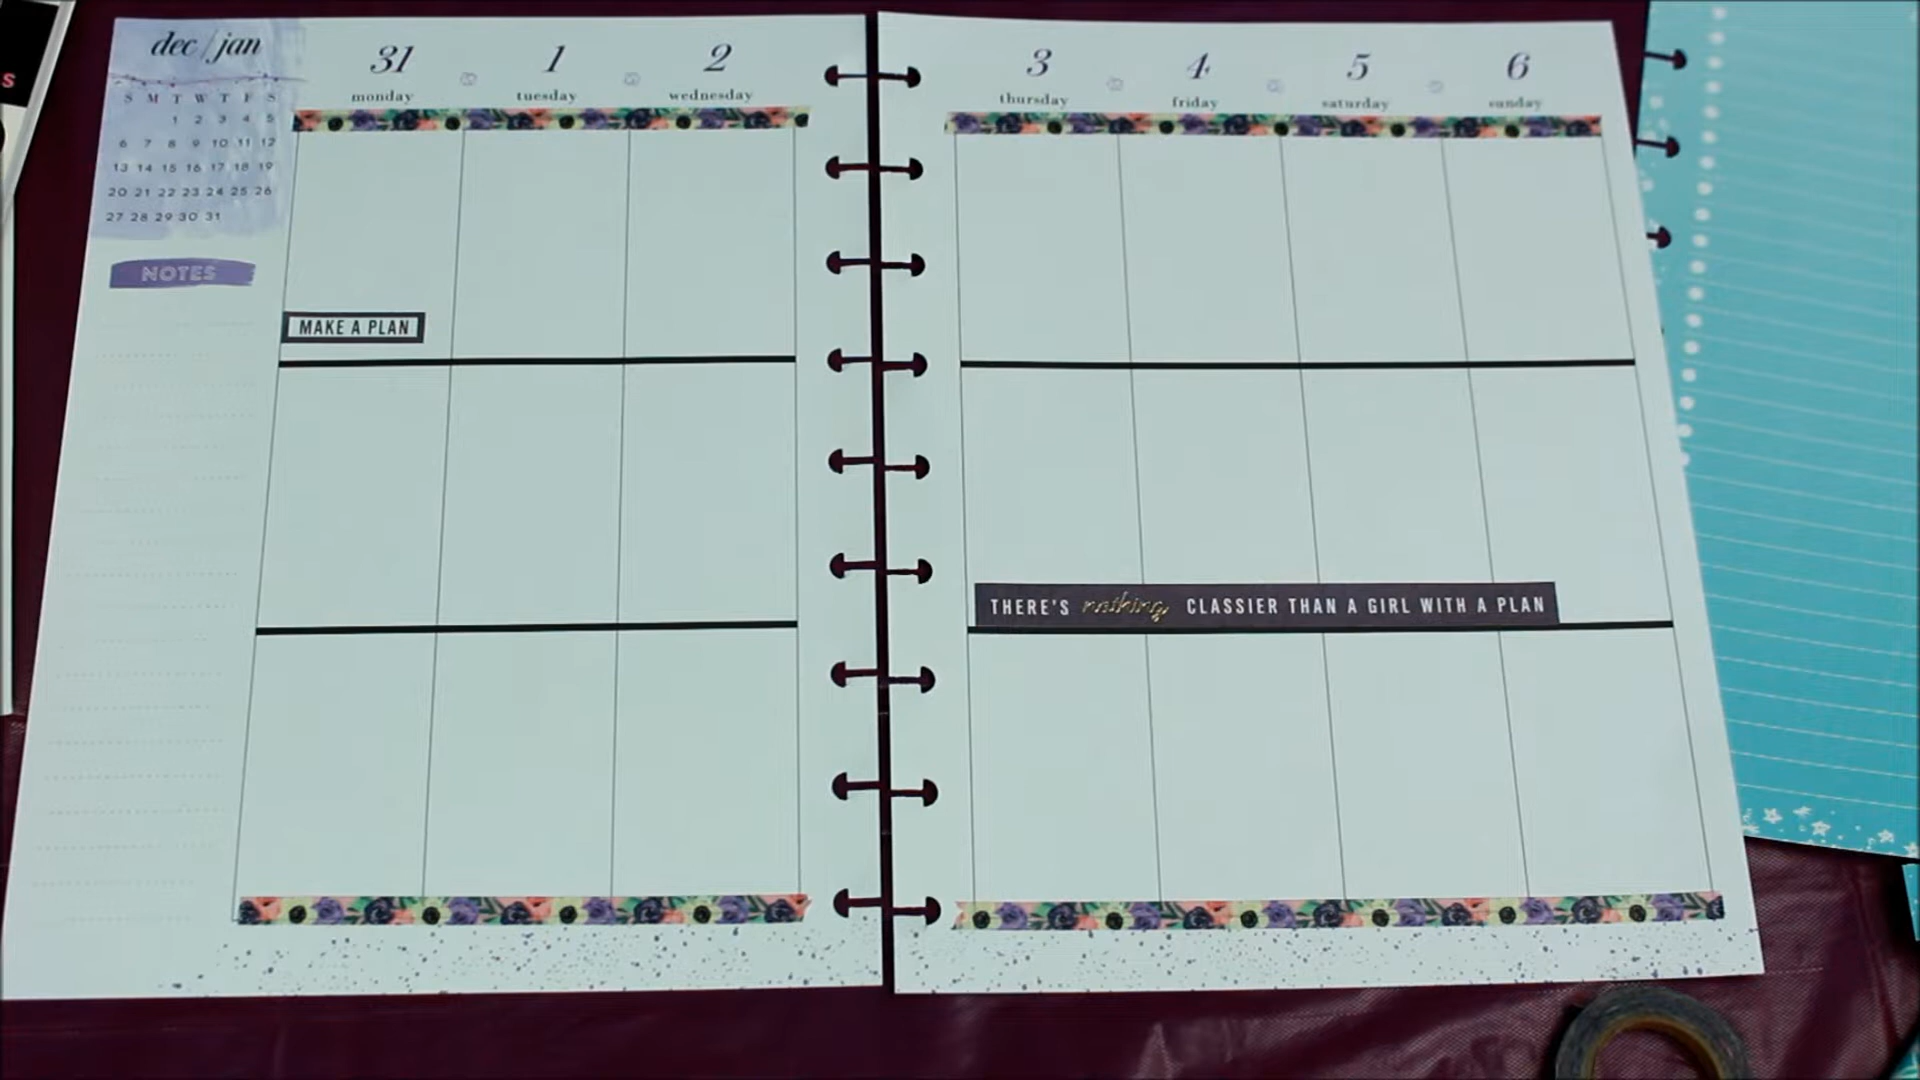 S
dec/jan
S M T W T F S
1 2 3 4 5
6 7 8 9 10 11 12
13 14 15 16 17 18 19
20 21 22 23 24 25 26
27 28 29 30 31
NOTES
31 1 2
monday tuesday wednesday
3 4 5 6
thursday friday saturday sunday
MAKE A PLAN
THERE'S nothing CLASSIER THAN A GIRL WITH A PLAN